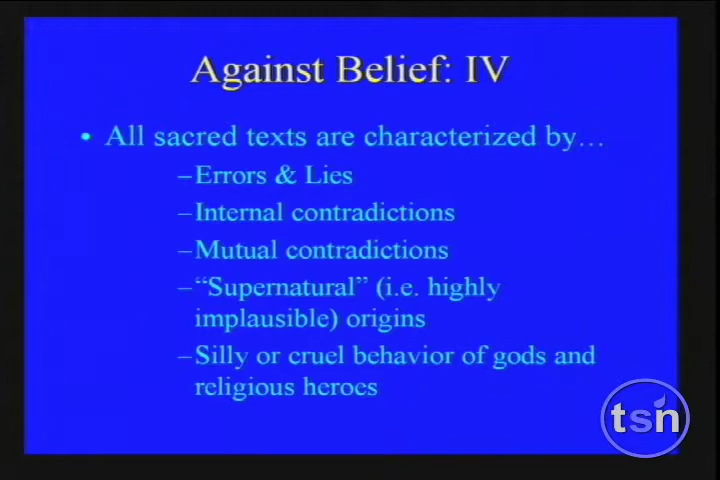 Against Belief: IV
• All sacred texts are characterized by…
–Errors & Lies
–Internal contradictions
–Mutual contradictions
–“Supernatural” (i.e. highly
implausible) origins
–Silly or cruel behavior of gods and
religious heroes
tsn